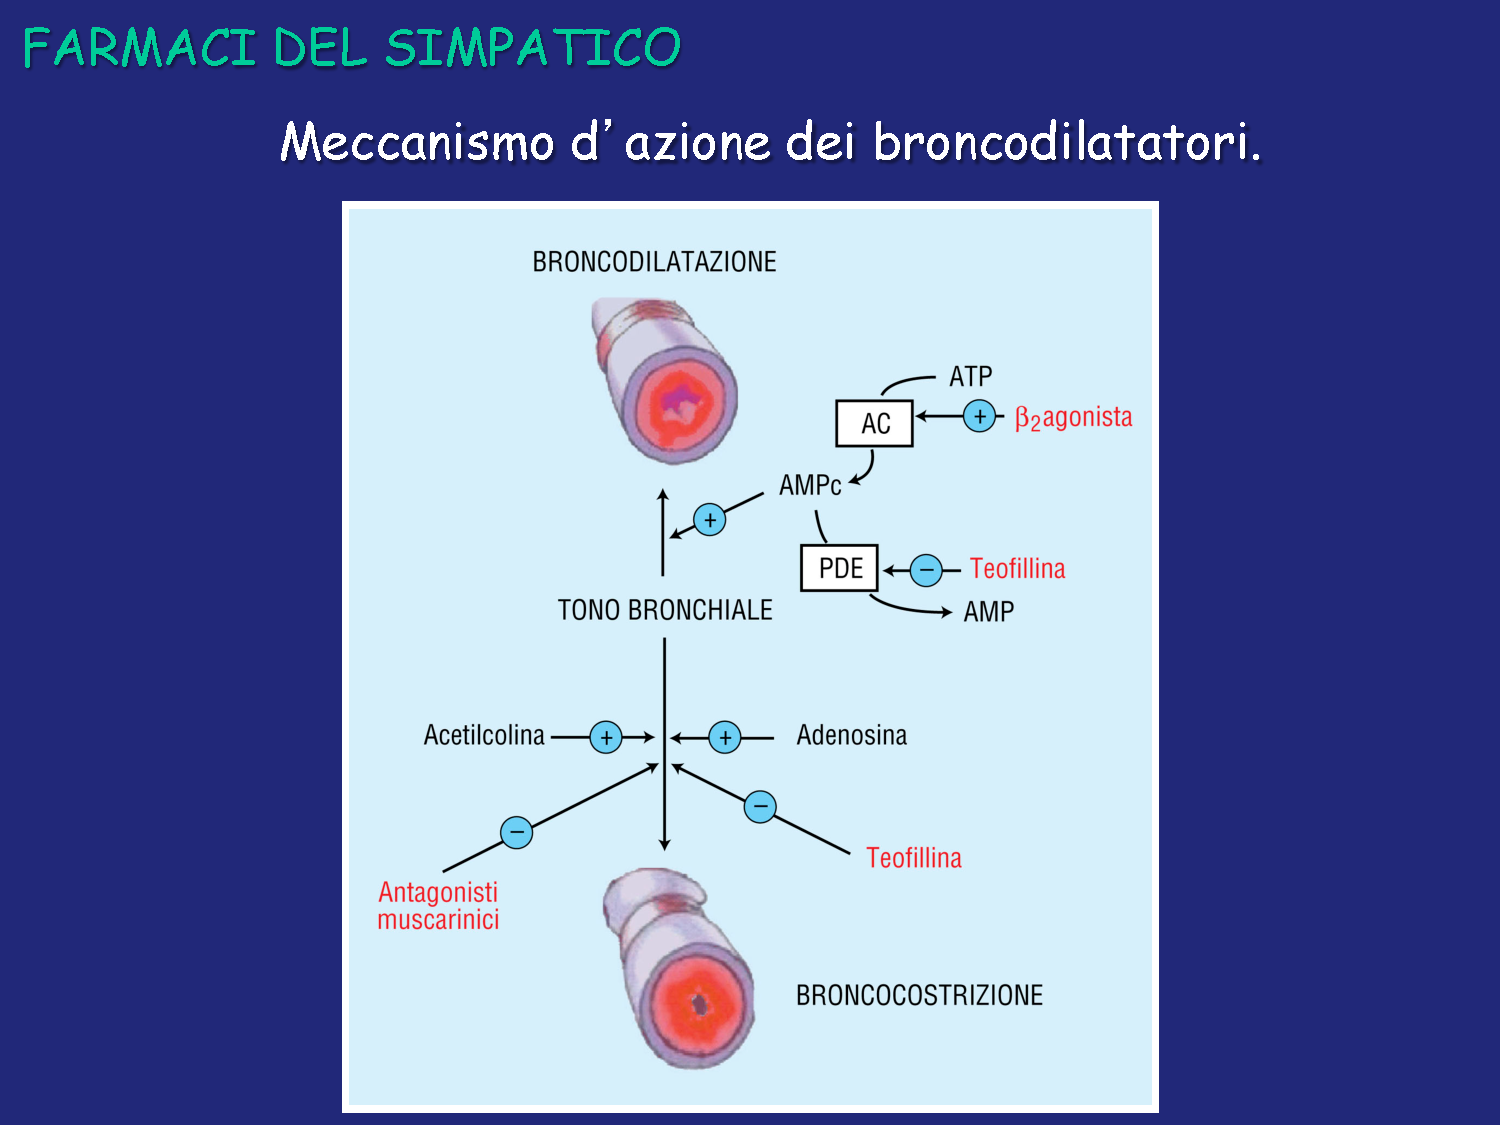 FARMACI DEL SIMPATICO
Meccanismo d’azione dei broncodilatatori.
BRONCODILATAZIONE
ATP
AC
+
β2agonista
AMPc
+
PDE
−
Teofillina
TONO BRONCHIALE
AMP
Acetilcolina
+
+
Adenosina
−
−
Teofillina
Antagonisti
muscarinici
BRONCOCOSTRIZIONE